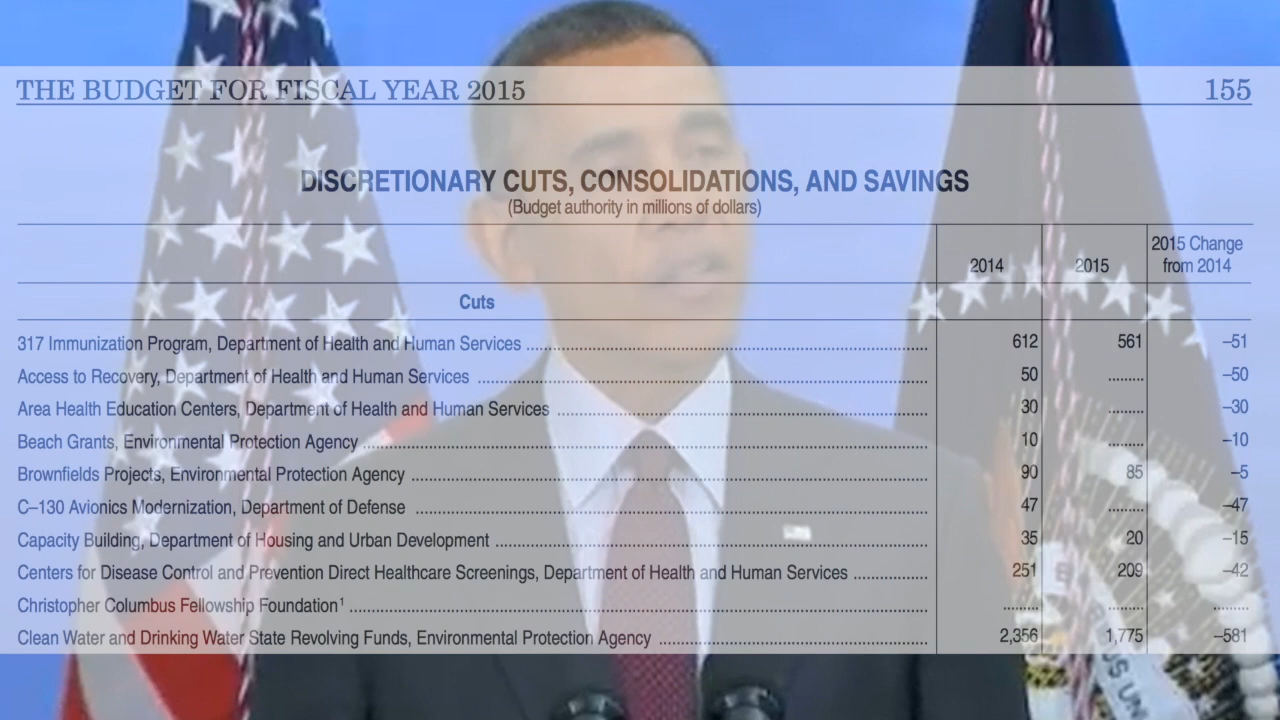 THE BUDGET FOR FISCAL YEAR 2015 155
DISCRETIONARY CUTS, CONSOLIDATIONS, AND SAVINGS
(Budget authority in millions of dollars)
2014 2015 2015 Change from 2014
Cuts
317 Immunization Program, Department of Health and Human Services ........ 612 561 –51
Access to Recovery, Department of Health and Human Services ........ 50 ......... –50
Area Health Education Centers, Department of Health and Human Services ........ 30 ......... –30
Beach Grants, Environmental Protection Agency ........ 10 ......... –10
Brownfields Projects, Environmental Protection Agency ........ 90 85 –5
C–130 Avionics Modernization, Department of Defense ........ 47 ......... –47
Capacity Building, Department of Housing and Urban Development ........ 35 20 –15
Centers for Disease Control and Prevention Direct Healthcare Screenings, Department of Health and Human Services ........ 251 209 –42
Christopher Columbus Fellowship Foundation¹ ........ ......... ......... .........
Clean Water and Drinking Water State Revolving Funds, Environmental Protection Agency ........ 2,356 1,775 –581